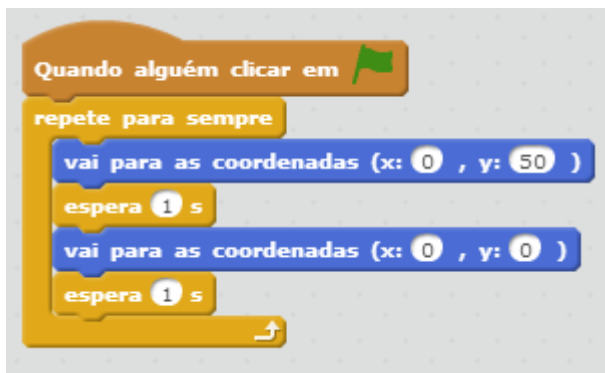 Quando alguém clicar em
repete para sempre
vai para as coordenadas (x: 0 , y: 50 )
espera 1 s
vai para as coordenadas (x: 0 , y: 0 )
espera 1 s